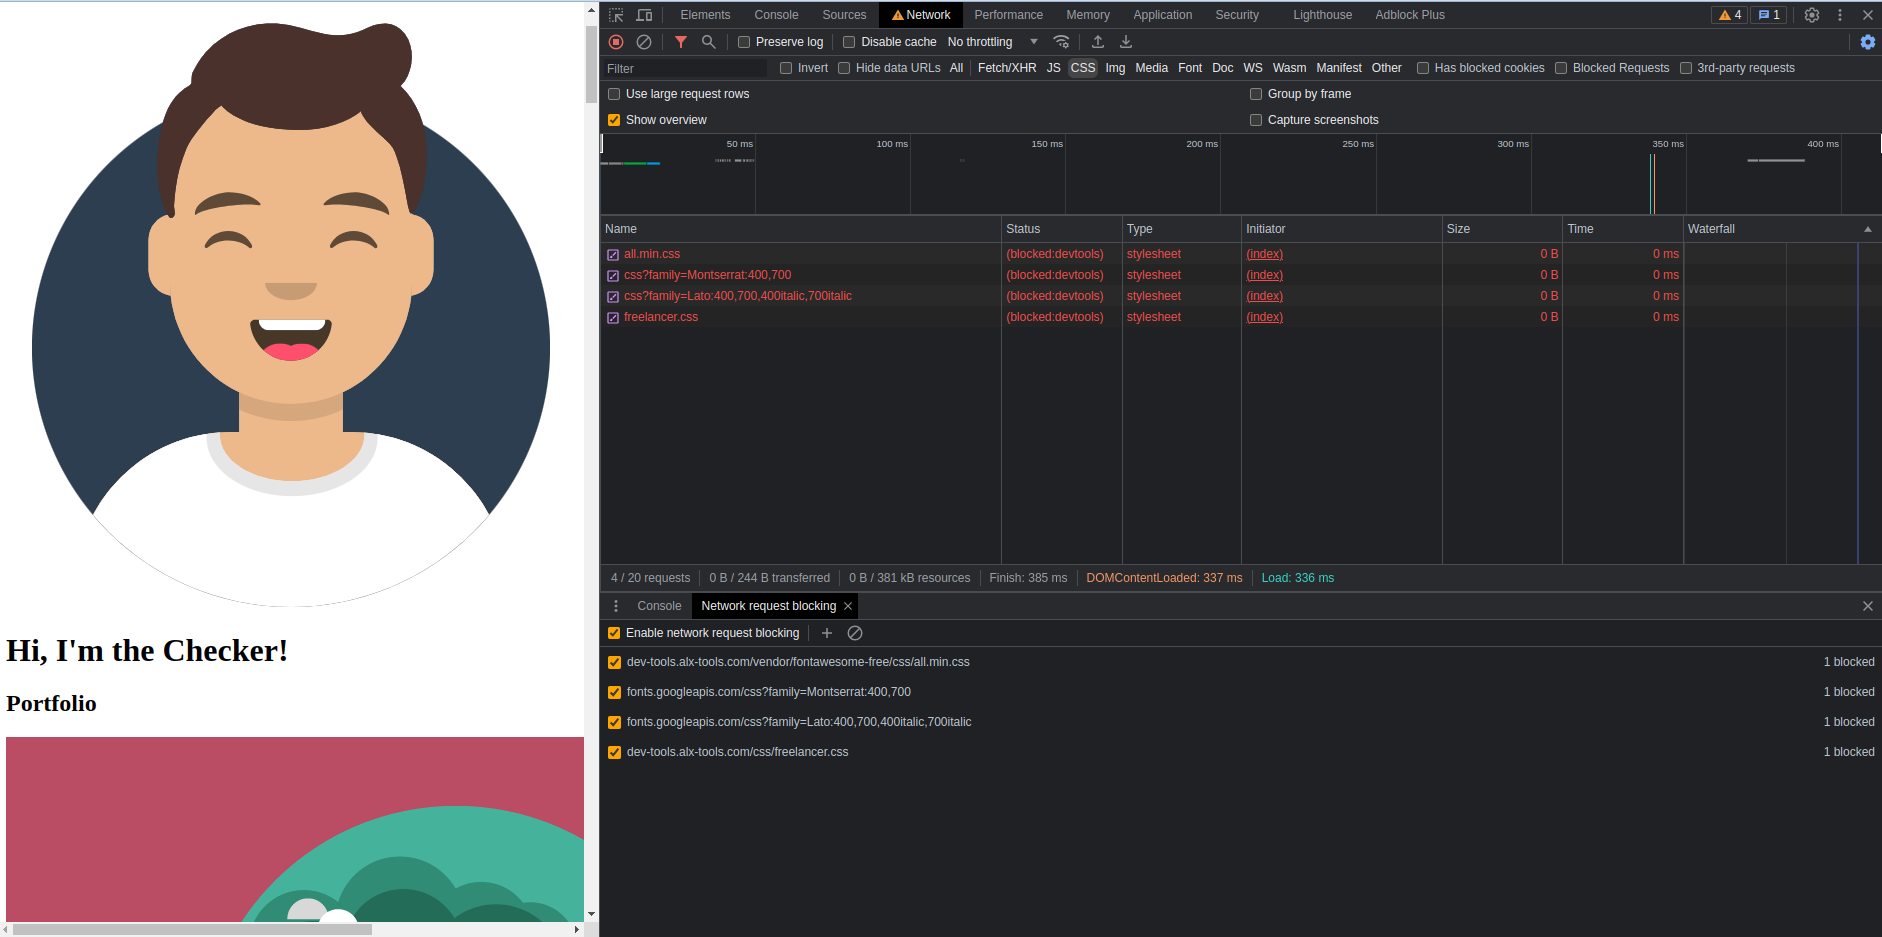 Elements Console Sources Network Performance Memory Application Security Lighthouse Adblock Plus 4 1
Preserve log Disable cache No throttling
Filter Invert Hide data URLs All Fetch/XHR JS CSS Img Media Font Doc WS Wasm Manifest Other Has blocked cookies Blocked Requests 3rd-party requests
Use large request rows Group by frame
Show overview Capture screenshots
50 ms 100 ms 150 ms 200 ms 250 ms 300 ms 350 ms 400 ms
Name Status Type Initiator Size Time Waterfall
all.min.css (blocked:devtools) stylesheet (index) 0 B 0 ms
css?family=Montserrat:400,700 (blocked:devtools) stylesheet (index) 0 B 0 ms
css?family=Lato:400,700,400italic,700italic (blocked:devtools) stylesheet (index) 0 B 0 ms
freelancer.css (blocked:devtools) stylesheet (index) 0 B 0 ms
4 / 20 requests 0 B / 244 B transferred 0 B / 381 kB resources Finish: 385 ms DOMContentLoaded: 337 ms Load: 336 ms
Console Network request blocking
Enable network request blocking
dev-tools.alx-tools.com/vendor/fontawesome-free/css/all.min.css 1 blocked
fonts.googleapis.com/css?family=Montserrat:400,700 1 blocked
fonts.googleapis.com/css?family=Lato:400,700,400italic,700italic 1 blocked
dev-tools.alx-tools.com/css/freelancer.css 1 blocked
Hi, I'm the Checker!
Portfolio